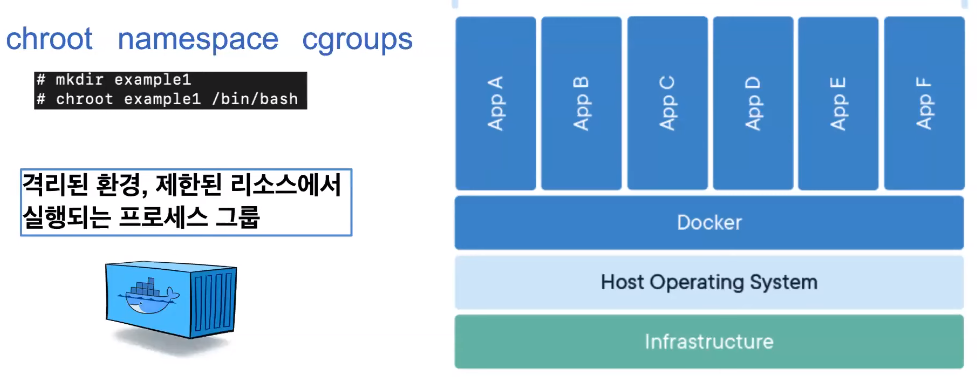 chroot namespace cgroups
# mkdir example1
# chroot example1 /bin/bash
격리된 환경, 제한된 리소스에서
실행되는 프로세스 그룹
App A
App B
App C
App D
App E
App F
Docker
Host Operating System
Infrastructure